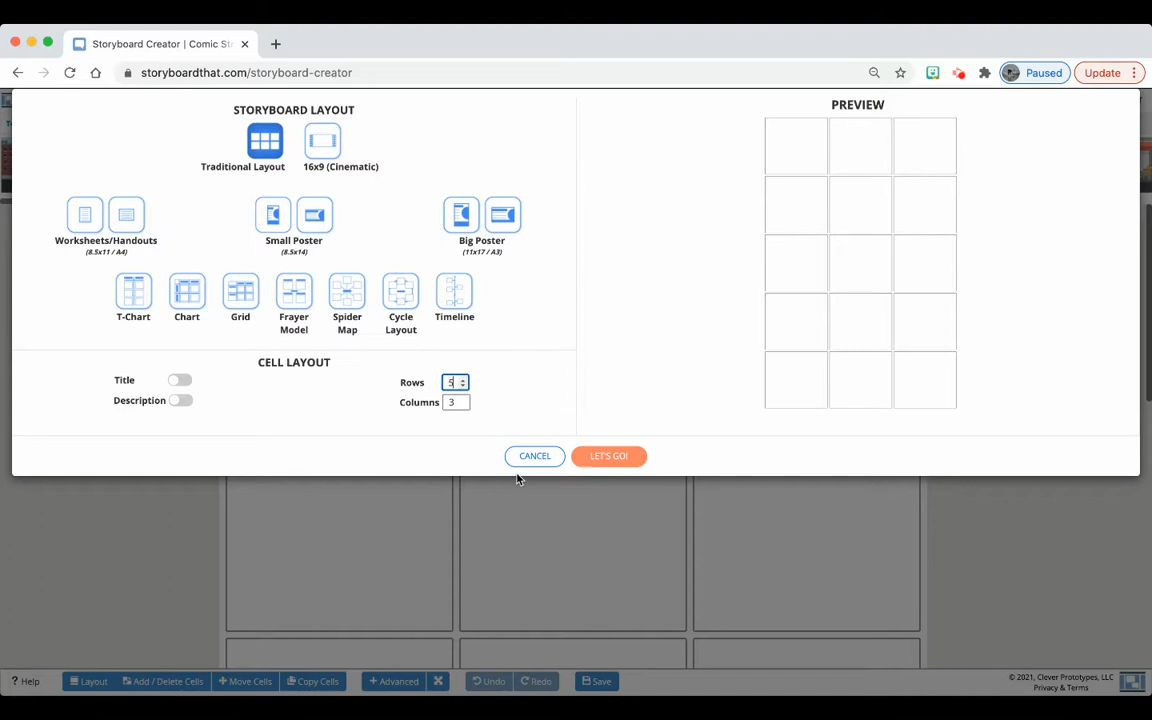 Storyboard Creator | Comic St
storyboardthat.com/storyboard-creator
Paused
Update
STORYBOARD LAYOUT
PREVIEW
Traditional Layout
16x9 (Cinematic)
Worksheets/Handouts
(8.5x11 / A4)
Small Poster
(8.5x14)
Big Poster
(11x17 / A3)
T-Chart
Chart
Grid
Frayer
Model
Spider
Map
Cycle
Layout
Timeline
CELL LAYOUT
Title
Rows 5
Description
Columns 3
CANCEL
LET'S GO!
? Help
Layout
Add / Delete Cells
Move Cells
Copy Cells
+ Advanced
Undo
Redo
Save
© 2021, Clever Prototypes, LLC
Privacy & Terms